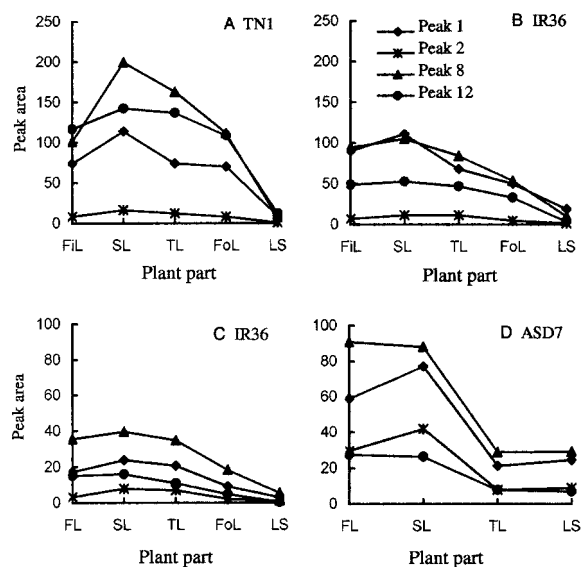 A TN1
250
200
150
100
50
0
Peak area
FiL SL TL FoL LS
Plant part
B IR36
250
200
150
100
50
0
Peak 1
Peak 2
Peak 8
Peak 12
FiL SL TL FoL LS
Plant part
C IR36
100
80
60
40
20
0
Peak area
FL SL TL FoL LS
Plant part
D ASD7
100
80
60
40
20
0
FL SL TL LS
Plant part